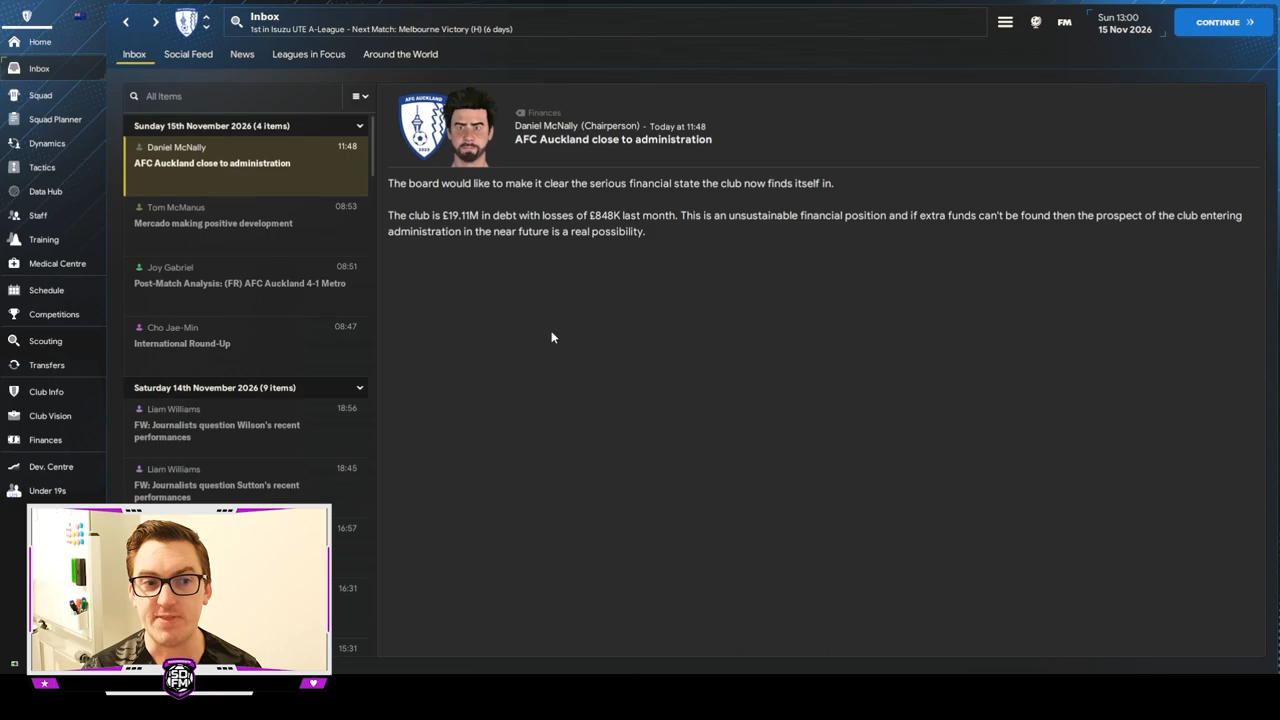 Inbox
1st in Isuzu UTE A-League - Next Match: Melbourne Victory (H) (6 days)
FM
Sun 13:00
15 Nov 2026
CONTINUE
Home
Inbox
Squad
Squad Planner
Dynamics
Tactics
Data Hub
Staff
Training
Medical Centre
Schedule
Competitions
Scouting
Transfers
Club Info
Club Vision
Finances
Dev. Centre
Under 19s
Inbox
Social Feed
News
Leagues in Focus
Around the World
All Items
Sunday 15th November 2026 (4 items)
Daniel McNally
11:48
AFC Auckland close to administration
Tom McManus
08:53
Mercado making positive development
Joy Gabriel
08:51
Post-Match Analysis: (FR) AFC Auckland 4-1 Metro
Cho Jae-Min
08:47
International Round-Up
Saturday 14th November 2026 (9 items)
Liam Williams
18:56
FW: Journalists question Wilson's recent
performances
Liam Williams
18:45
FW: Journalists question Sutton's recent
performances
16:57
16:31
15:31
AFC AUCKLAND
Finances
Daniel McNally (Chairperson) - Today at 11:48
AFC Auckland close to administration
The board would like to make it clear the serious financial state the club now finds itself in.
The club is £19.11M in debt with losses of £848K last month. This is an unsustainable financial position and if extra funds can't be found then the prospect of the club entering
administration in the near future is a real possibility.
SD
FM